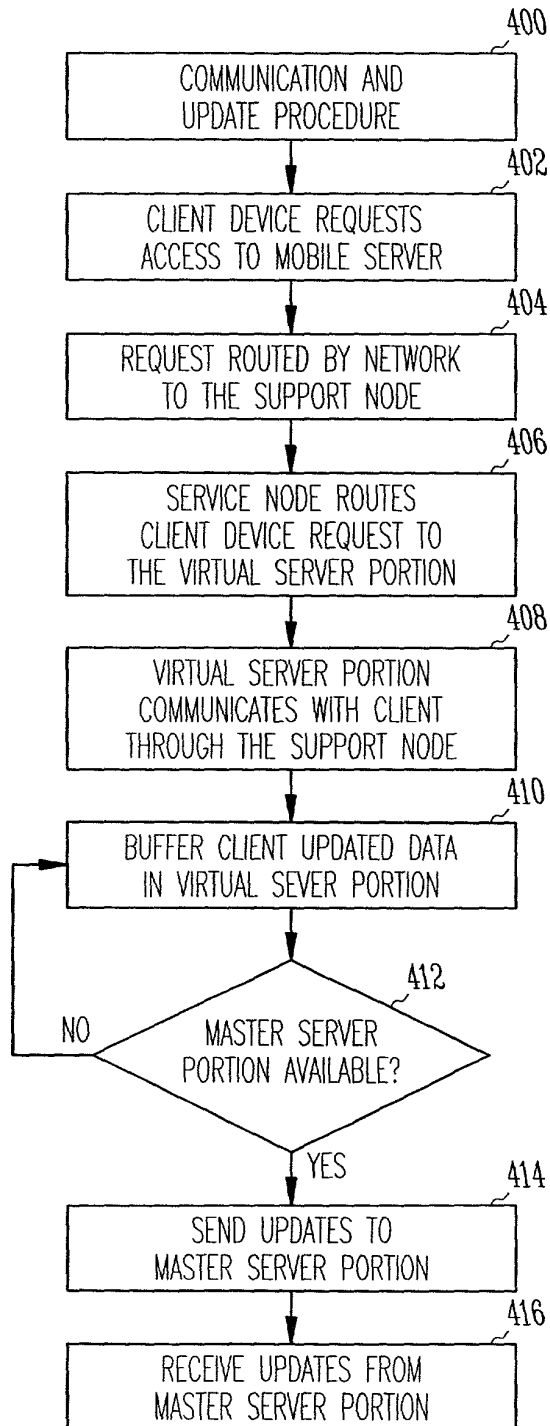 400
COMMUNICATION AND
UPDATE PROCEDURE
402
CLIENT DEVICE REQUESTS
ACCESS TO MOBILE SERVER
404
REQUEST ROUTED BY NETWORK
TO THE SUPPORT NODE
406
SERVICE NODE ROUTES
CLIENT DEVICE REQUEST TO
THE VIRTUAL SERVER PORTION
408
VIRTUAL SERVER PORTION
COMMUNICATES WITH CLIENT
THROUGH THE SUPPORT NODE
410
BUFFER CLIENT UPDATED DATA
IN VIRTUAL SEVER PORTION
412
NO
MASTER SERVER
PORTION AVAILABLE?
YES
414
SEND UPDATES TO
MASTER SERVER PORTION
416
RECEIVE UPDATES FROM
MASTER SERVER PORTION